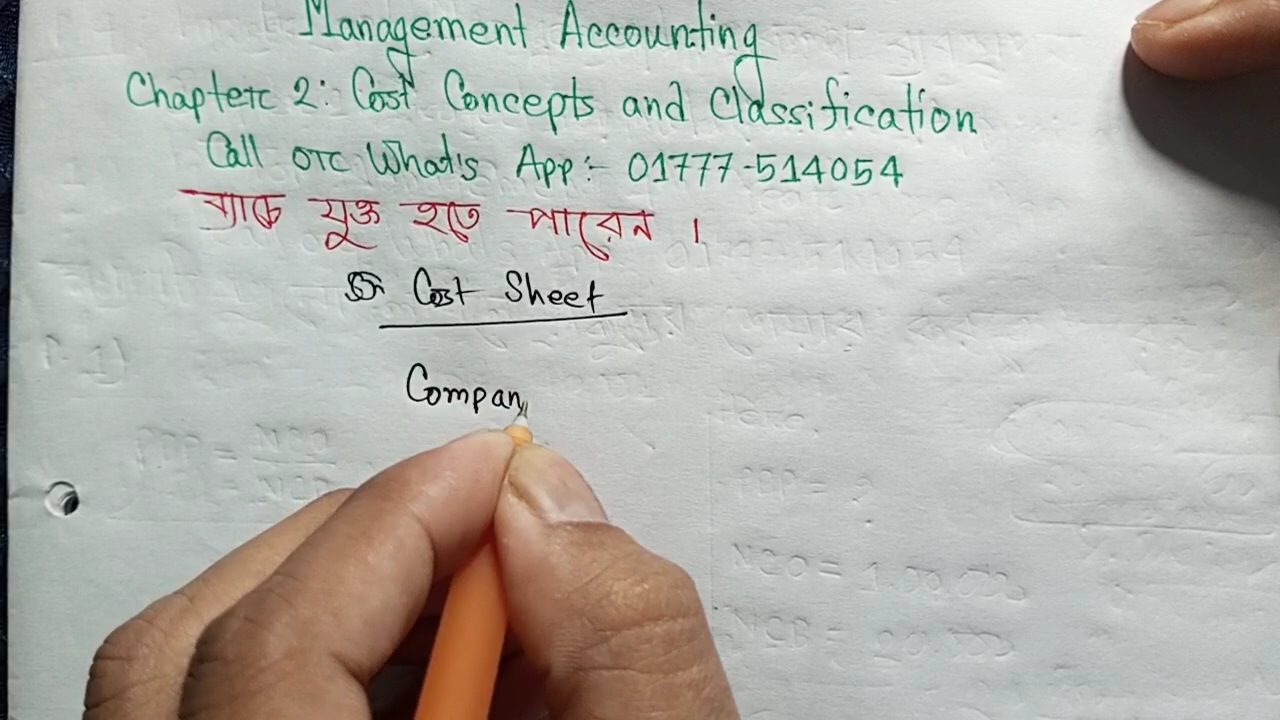 Management Accounting
Chapter 2: Cost Concepts and Classification
Call or What's App:- 01777-514054
ব্যাচে যুক্ত হতে পারেন ।
Cost Sheet
Compan